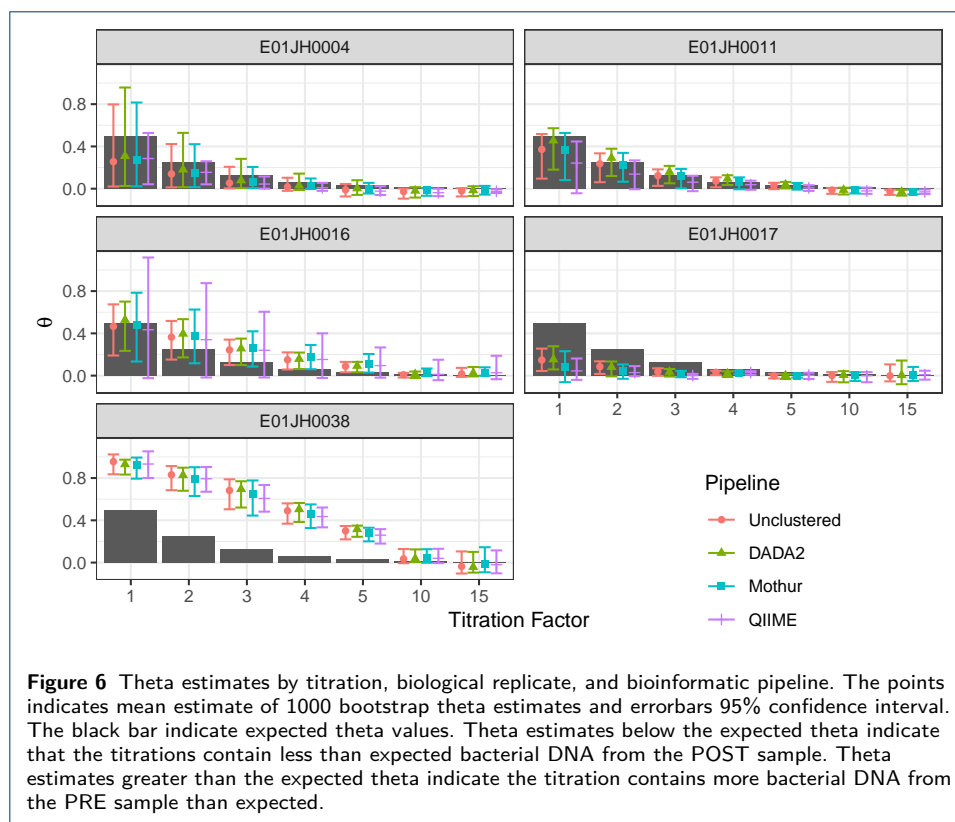 E01JH0004
E01JH0011
0.8
0.4
0.0
E01JH0016
E01JH0017
0.8
0.4
0.0
θ
1 2 3 4 5 10 15
E01JH0038
0.8
0.4
0.0
1 2 3 4 5 10 15
Titration Factor
Pipeline
Unclustered
DADA2
Mothur
QIIME
Figure 6 Theta estimates by titration, biological replicate, and bioinformatic pipeline. The points
indicates mean estimate of 1000 bootstrap theta estimates and errorbars 95% confidence interval.
The black bar indicate expected theta values. Theta estimates below the expected theta indicate
that the titrations contain less than expected bacterial DNA from the POST sample. Theta
estimates greater than the expected theta indicate the titration contains more bacterial DNA from
the PRE sample than expected.